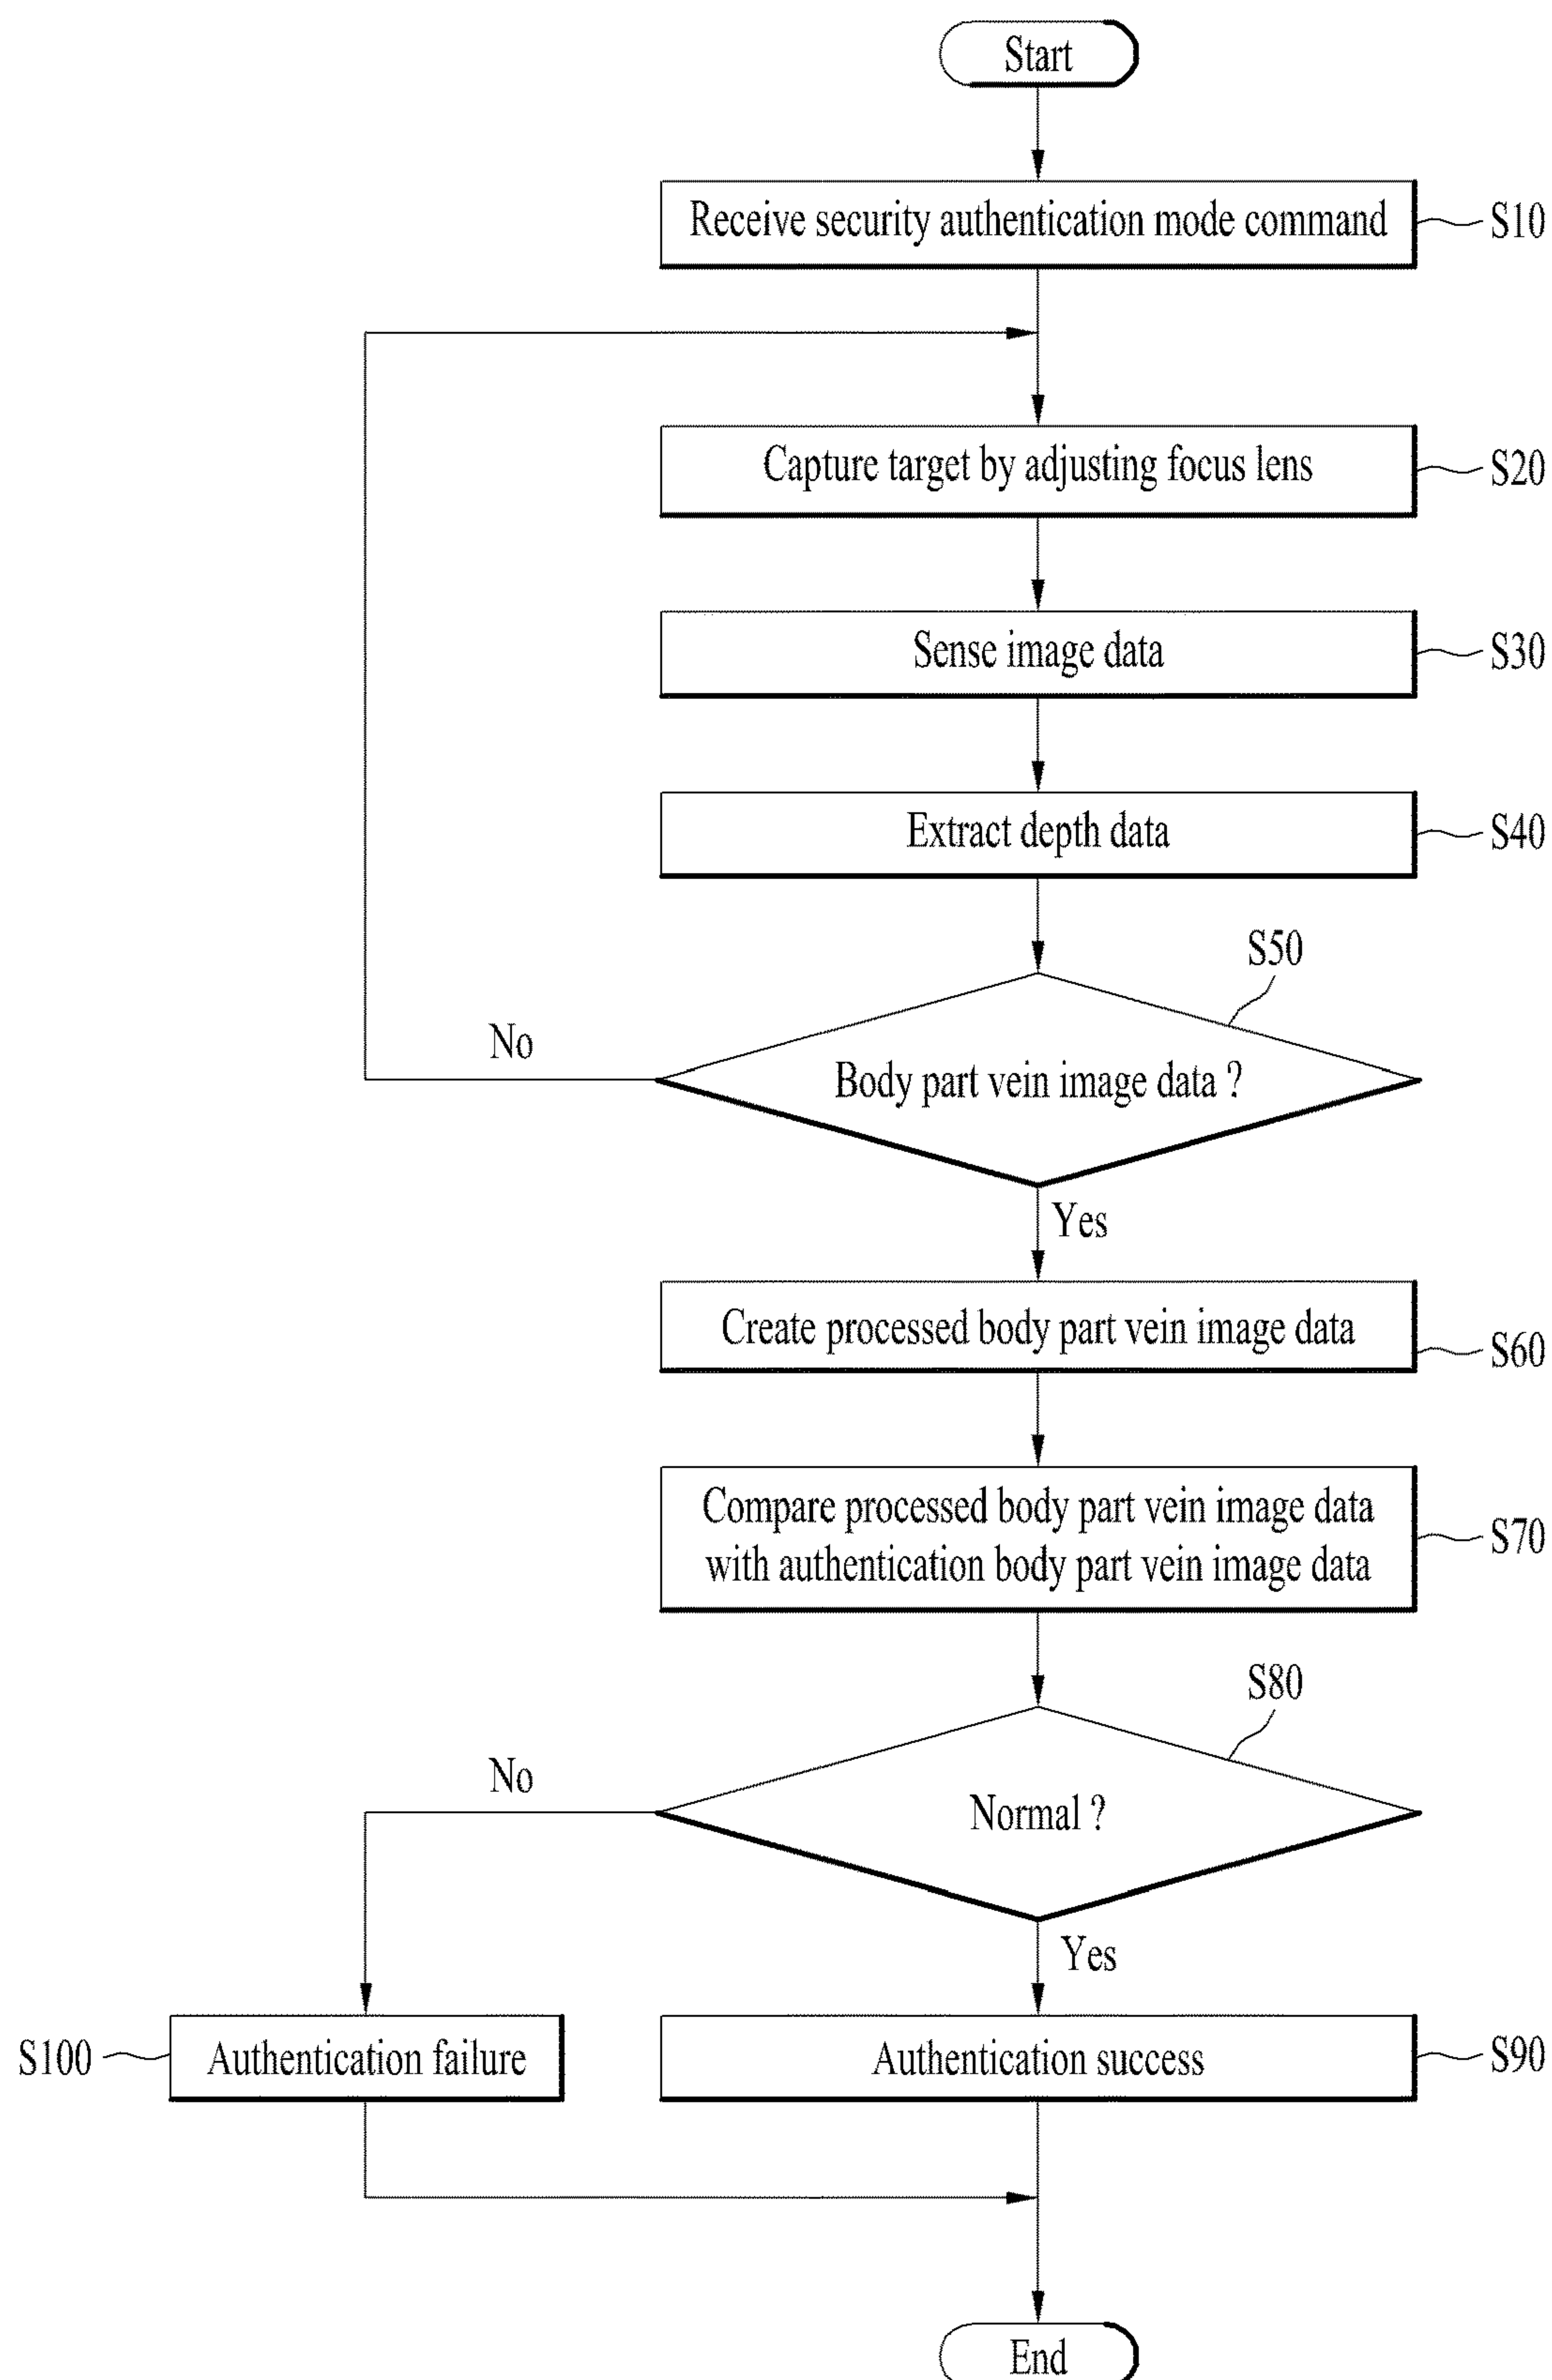 Start
Receive security authentication mode command
S10
Capture target by adjusting focus lens
S20
Sense image data
S30
Extract depth data
S40
S50
No
Body part vein image data ?
Yes
Create processed body part vein image data
S60
Compare processed body part vein image data
with authentication body part vein image data
S70
S80
No
Normal ?
Yes
S100
Authentication failure
Authentication success
S90
End